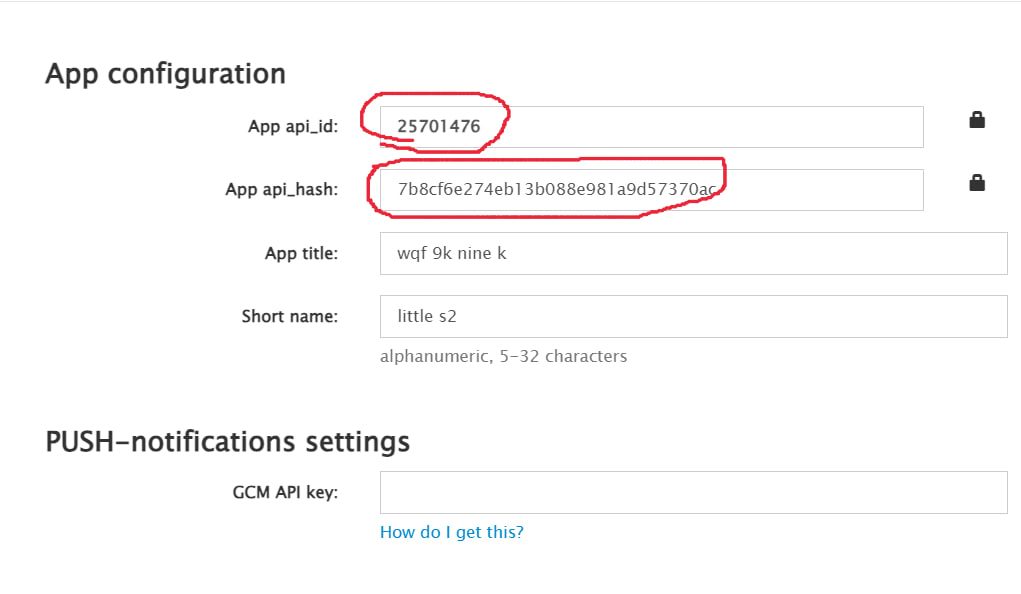 App configuration
App api_id: 25701476
App api_hash: 7b8cf6e274eb13b088e981a9d57370ac
App title: wqf 9k nine k
Short name: little s2
alphanumeric, 5-32 characters
PUSH-notifications settings
GCM API key:
How do I get this?